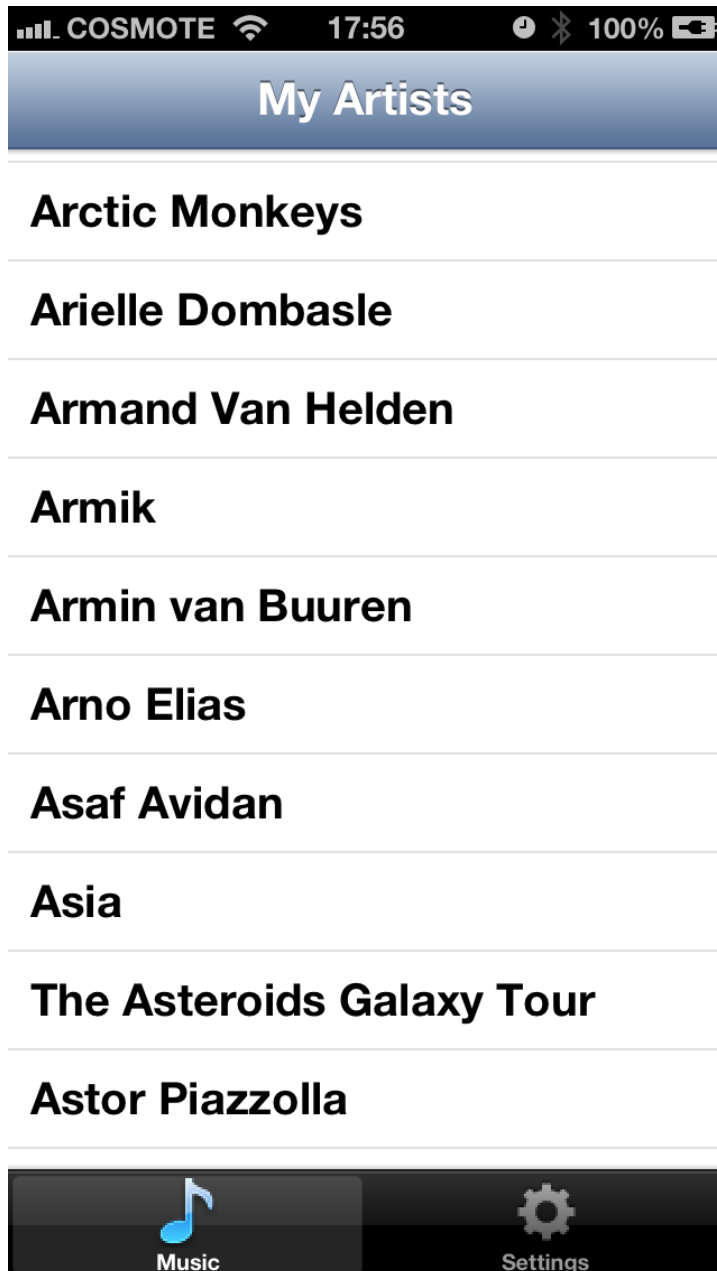 COSMOTE 17:56 100%
My Artists
Arctic Monkeys
Arielle Dombasle
Armand Van Helden
Armik
Armin van Buuren
Arno Elias
Asaf Avidan
Asia
The Asteroids Galaxy Tour
Astor Piazzolla
Music Settings